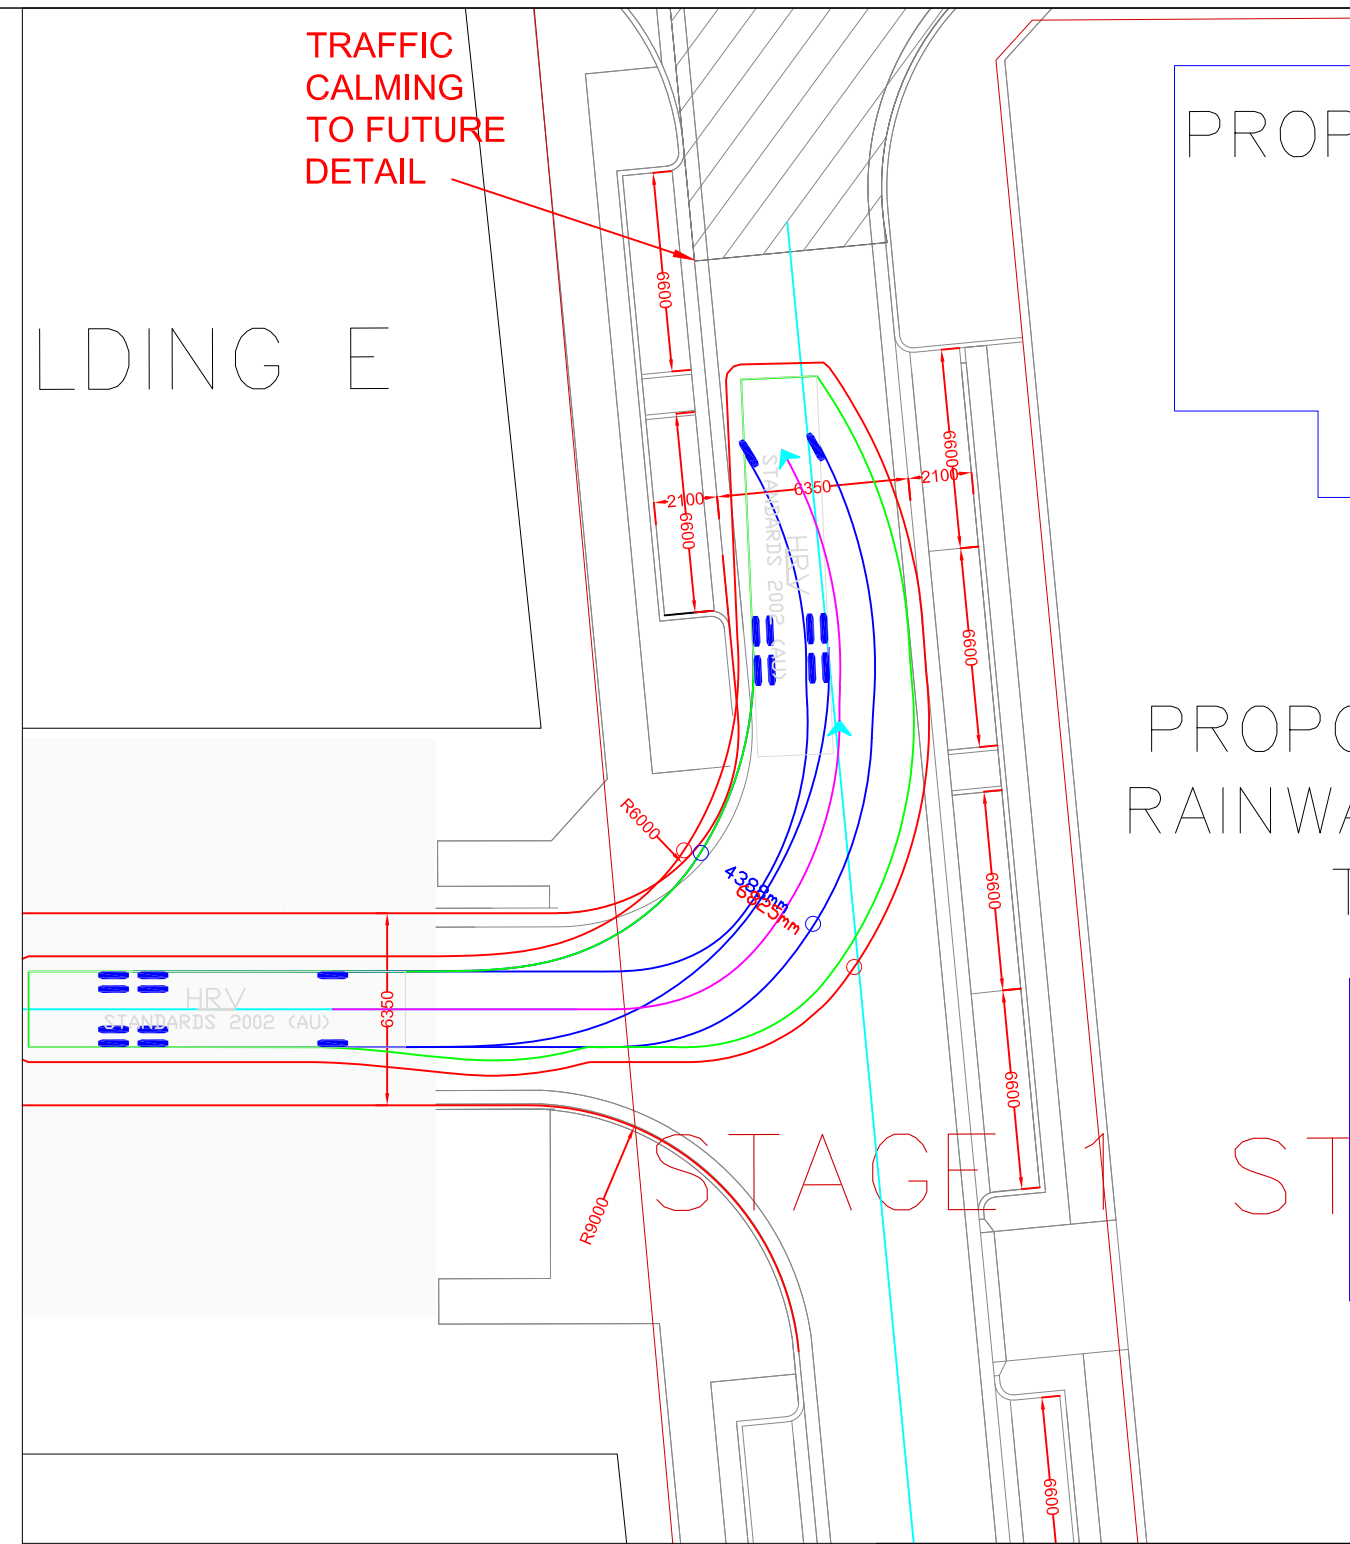 TRAFFIC
CALMING
TO FUTURE
DETAIL
PROP
LDING E
6600
6600
2100
6350
2100
6600
STANDARDS 2002 (AU)
HRV
6600
PROPO
RAINWA
T
R6000
4388mm
6825mm
6600
HRV
STANDARDS 2002 (AU)
6350
6600
STAGE 1
ST
R9000
6600